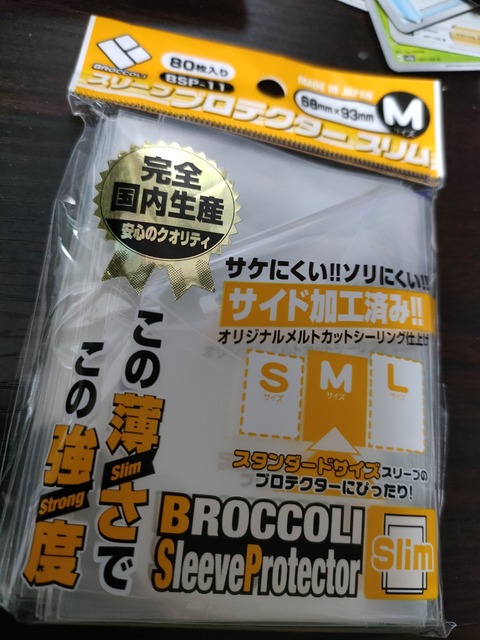 BROCCOLI
80枚入り
BSP-11
MADE IN JAPAN
68mm×93mm
M
サイズ
スリーブプロテクター スリム
完全
国内生産
安心のクオリティ
サケにくい!!ソリにくい!!
サイド加工済み!!
オリジナルメルトカットシーリング仕上げ
S
サイズ
M
サイズ
L
サイズ
スタンダードサイズスリーブの
プロテクターにぴったり!
この薄さで
Slim
この強度
Strong
BROCCOLI
SleeveProtector
Slim